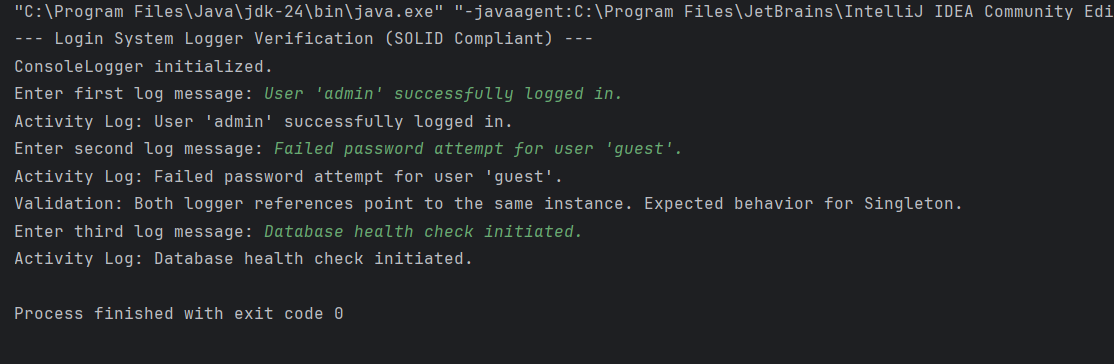 "C:\Program Files\Java\jdk-24\bin\java.exe" "-javaagent:C:\Program Files\JetBrains\IntelliJ IDEA Community Edi
--- Login System Logger Verification (SOLID Compliant) ---
ConsoleLogger initialized.
Enter first log message: User 'admin' successfully logged in.
Activity Log: User 'admin' successfully logged in.
Enter second log message: Failed password attempt for user 'guest'.
Activity Log: Failed password attempt for user 'guest'.
Validation: Both logger references point to the same instance. Expected behavior for Singleton.
Enter third log message: Database health check initiated.
Activity Log: Database health check initiated.
Process finished with exit code 0